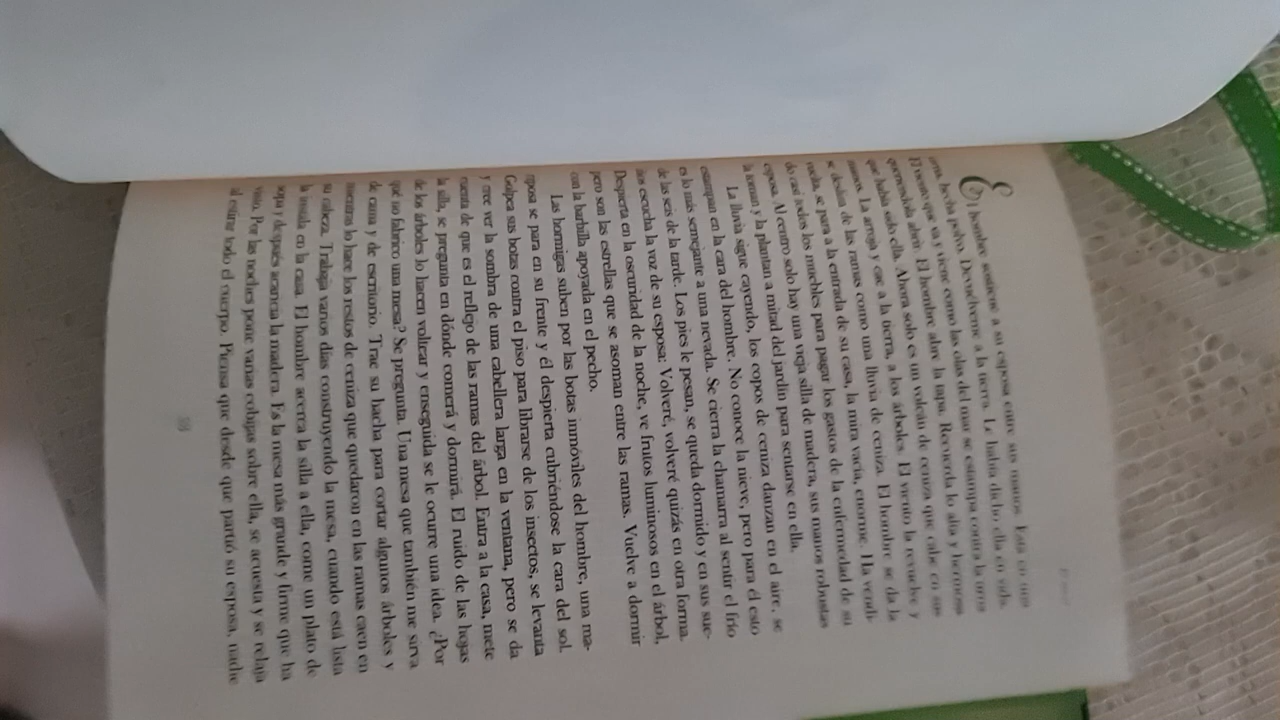 El hombre sostiene a su esposa entre sus manos. Está en una
urna, hecha polvo. Devuélveme a la tierra. Le había dicho ella en vida.
El viento que va y viene como las olas del mar se estampa contra la urna
queriéndola abrir. El hombre abre la tapa. Recuerda lo alta y hermosa
que había sido ella. Ahora solo es un volcán de ceniza que cabe en sus
manos. La arroja y cae a la tierra, a los árboles. El viento la revuelve y
se deslizan de las ramas como una lluvia de ceniza. El hombre se da la
vuelta, se para a la entrada de su casa, la mira vacía, enorme. Ha vendi-
do casi todos los muebles para pagar los gastos de la enfermedad de su
esposa. Al centro solo hay una vieja silla de madera, sus manos robustas
la toman y la plantan a mitad del jardín para sentarse en ella.
La lluvia sigue cayendo, los copos de ceniza danzan en el aire, se
estampan en la cara del hombre. No conoce la nieve, pero para él esto
es lo más semejante a una nevada. Se cierra la chamarra al sentir el frío
de las seis de la tarde. Los pies le pesan, se queda dormido y en sus sue-
ños escucha la voz de su esposa: Volveré, volveré quizás en otra forma.
Despierta en la oscuridad de la noche, ve frutos luminosos en el árbol,
pero son las estrellas que se asoman entre las ramas. Vuelve a dormir
con la barbilla apoyada en el pecho.
Las hormigas suben por las botas inmóviles del hombre, una ma-
riposa se para en su frente y él despierta cubriéndose la cara del sol.
Golpea sus botas contra el piso para librarse de los insectos, se levanta
y cree ver la sombra de una cabellera larga en la ventana, pero se da
cuenta de que es el reflejo de las ramas del árbol. Entra a la casa, mete
la silla, se pregunta en dónde comerá y dormirá. El ruido de las hojas
de los árboles lo hacen voltear y enseguida se le ocurre una idea. ¿Por
qué no fabrico una mesa? Se pregunta. Una mesa que también me sirva
de cama y de escritorio. Trae su hacha para cortar algunos árboles y
mientras lo hace los restos de ceniza que quedaron en las ramas caen en
su cabeza. Trabaja varios días construyendo la mesa, cuando está lista
la instala en la casa. El hombre acerca la silla a ella, come un plato de
sopa y después acaricia la madera. Es la mesa más grande y firme que ha
visto. Por las noches pone varias cobijas sobre ella, se acuesta y se relaja
al estirar todo el cuerpo. Piensa que desde que partió su esposa, nadie